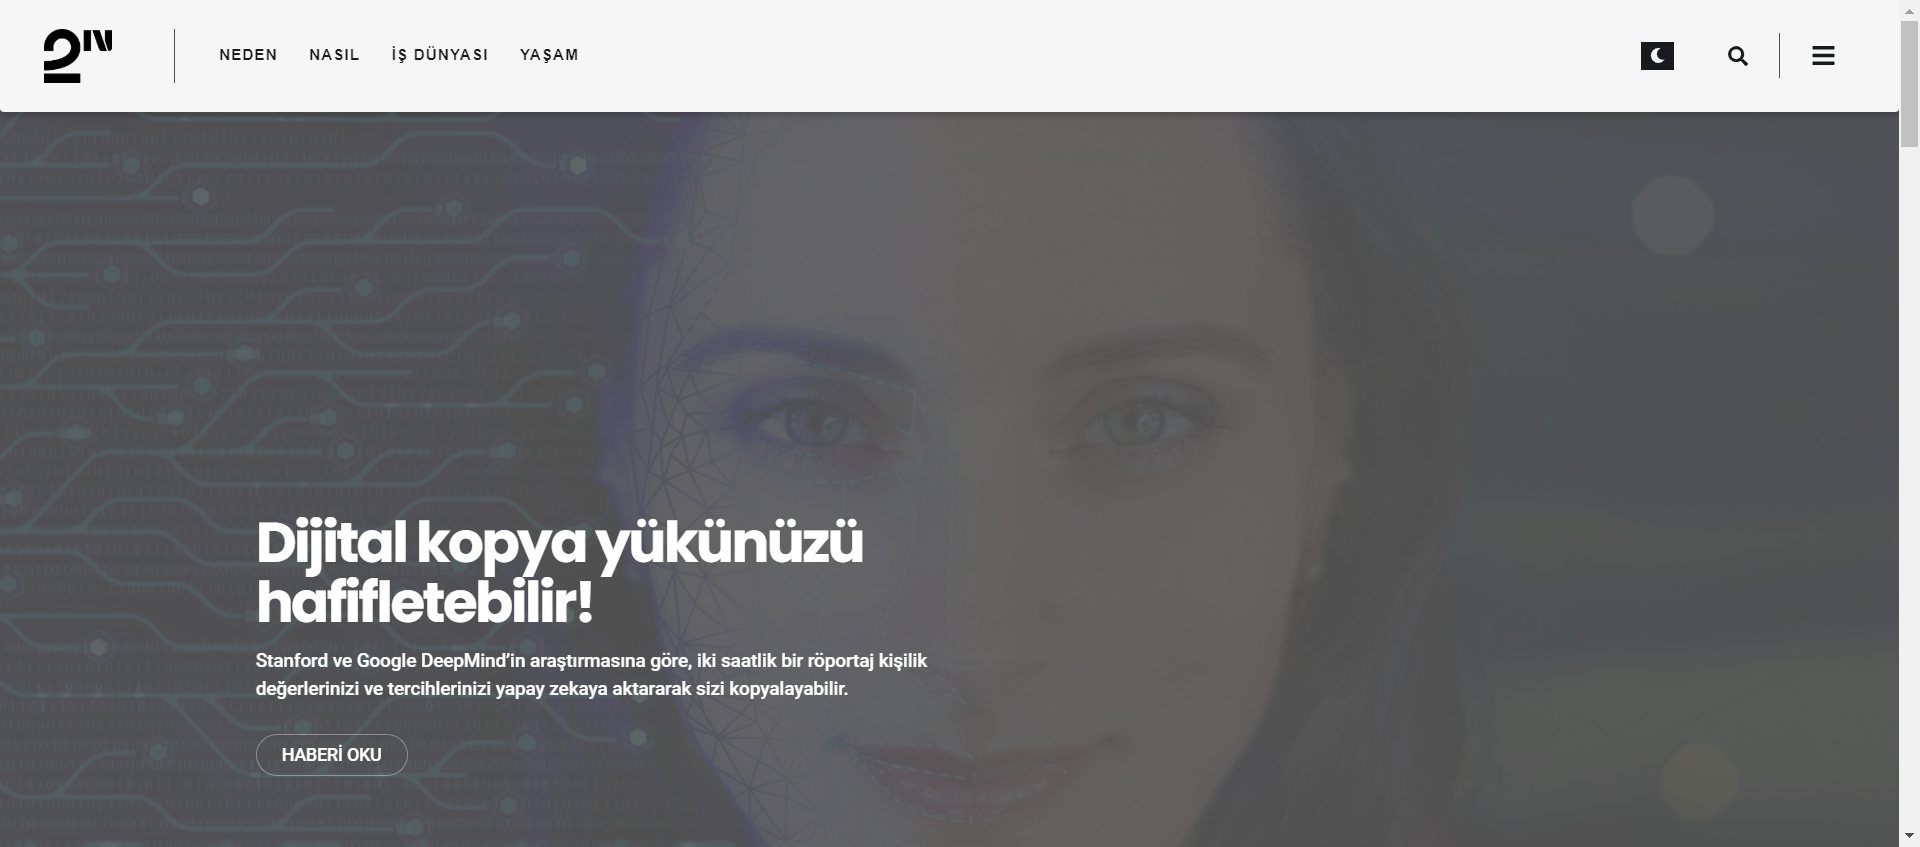 2N
NEDEN NASIL İŞ DÜNYASI YAŞAM
Dijital kopya yükünüzü
hafifletebilir!
Stanford ve Google DeepMind’in araştırmasına göre, iki saatlik bir röportaj kişilik
değerlerinizi ve tercihlerinizi yapay zekaya aktararak sizi kopyalayabilir.
HABERİ OKU